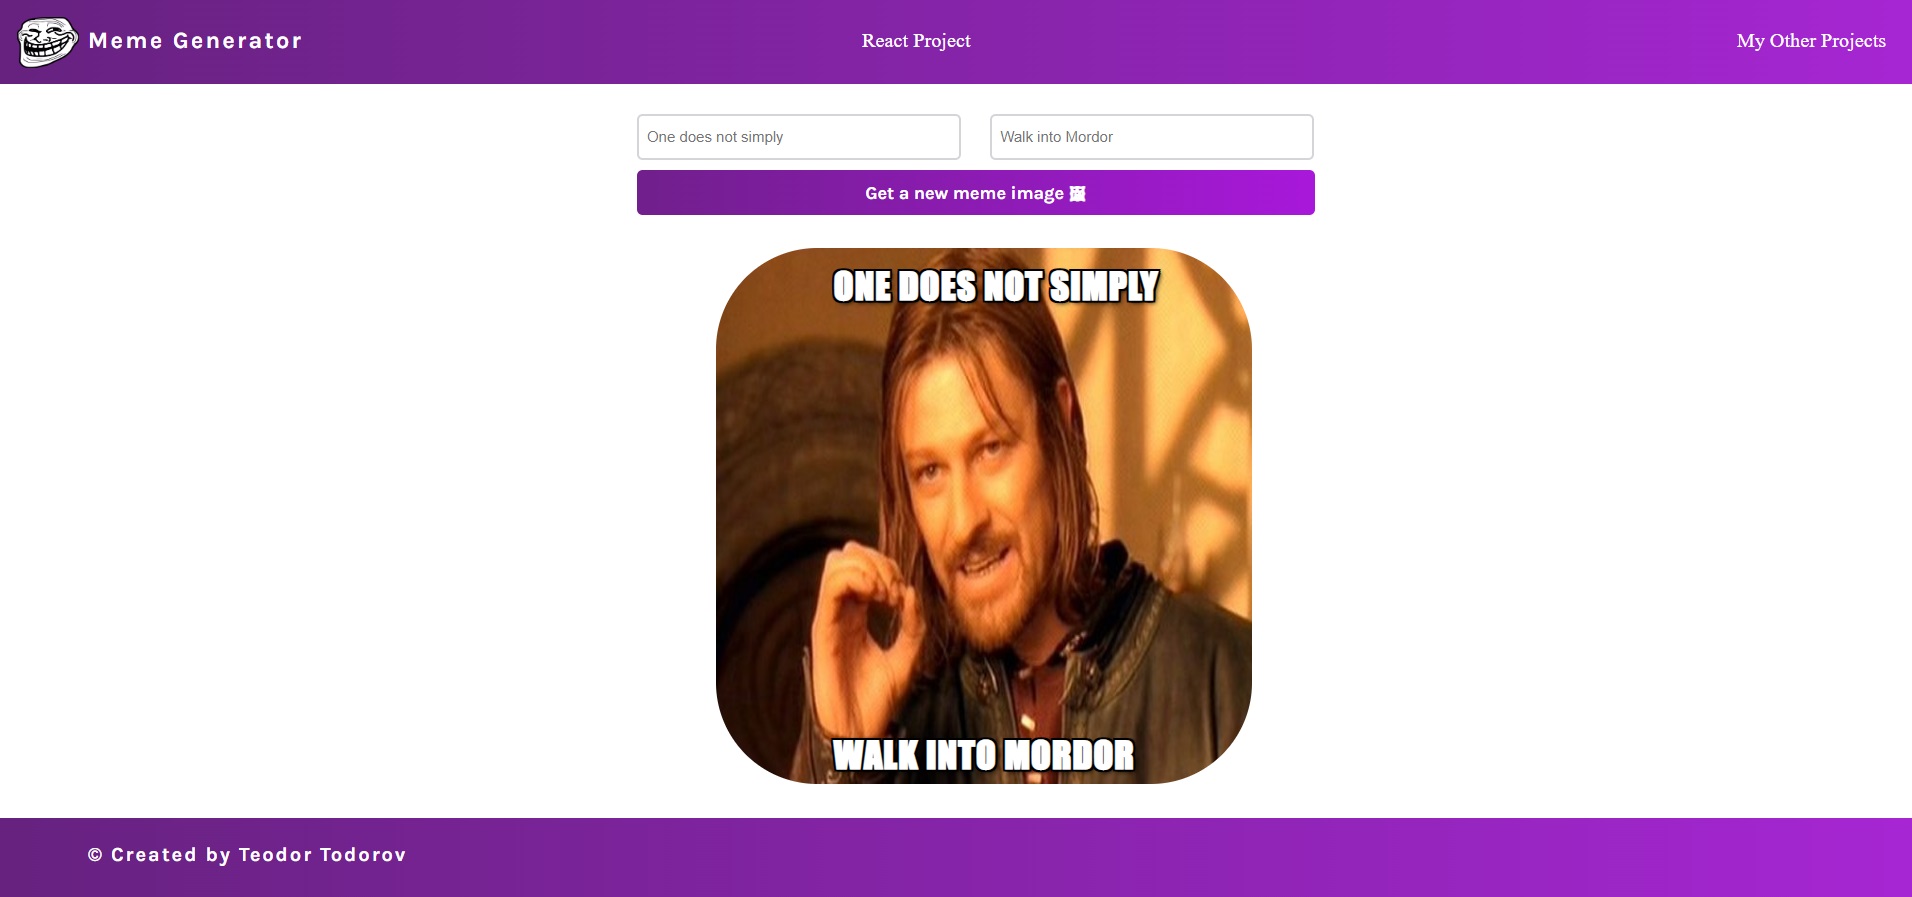 Meme Generator
React Project
My Other Projects
One does not simply
Walk into Mordor
Get a new meme image 🖼
ONE DOES NOT SIMPLY
WALK INTO MORDOR
© Created by Teodor Todorov